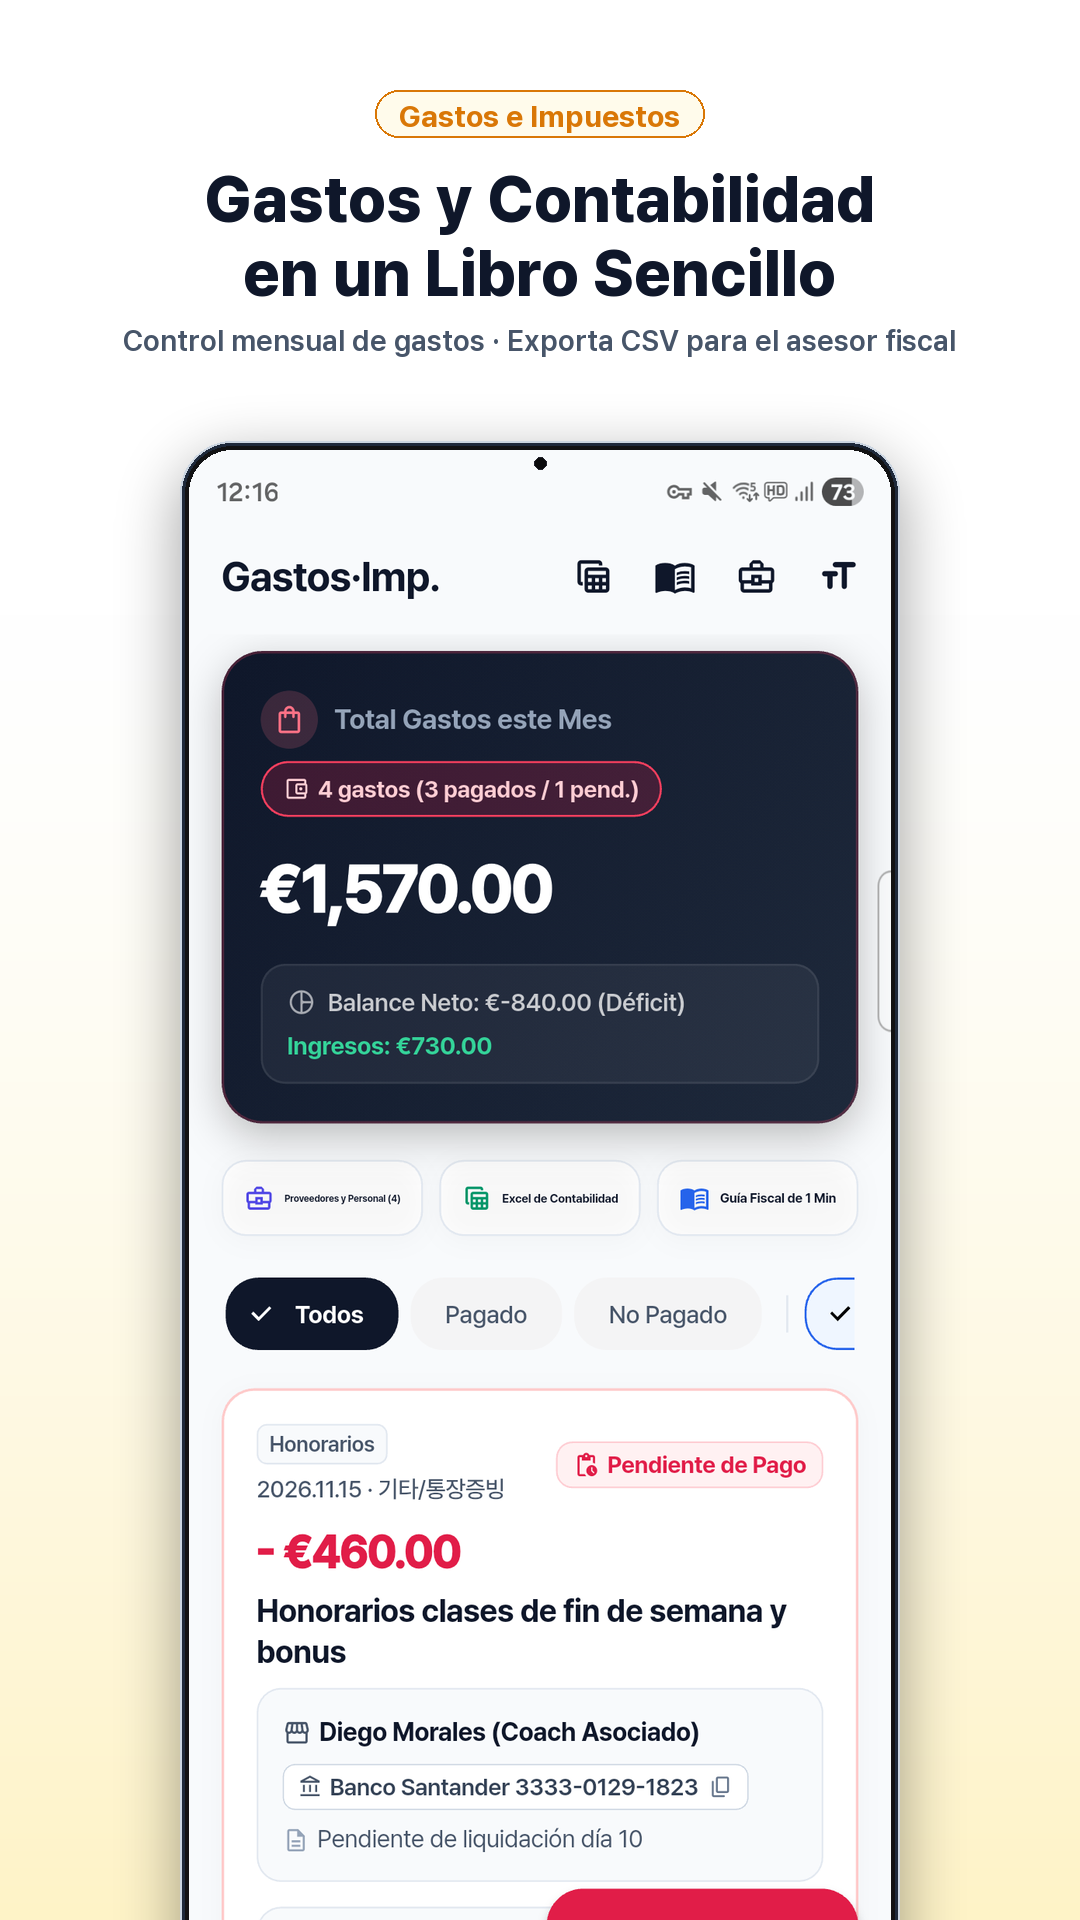 Gastos e Impuestos
Gastos y Contabilidad
en un Libro Sencillo
Control mensual de gastos · Exporta CSV para el asesor fiscal
12:16
5
HD
73
Gastos·Imp.
Total Gastos este Mes
4 gastos (3 pagados / 1 pend.)
€1,570.00
Balance Neto: €-840.00 (Déficit)
Ingresos: €730.00
Proveedores y Personal (4)
Excel de Contabilidad
Guía Fiscal de 1 Min
Todos
Pagado
No Pagado
Honorarios
Pendiente de Pago
2026.11.15 · 기타/통장증빙
- €460.00
Honorarios clases de fin de semana y
bonus
Diego Morales (Coach Asociado)
Banco Santander 3333-0129-1823
Pendiente de liquidación día 10